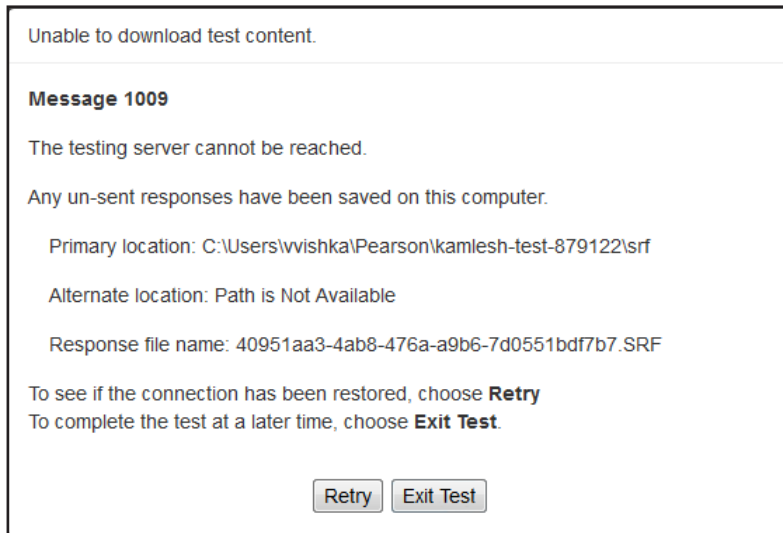 Unable to download test content.
Message 1009
The testing server cannot be reached.
Any un-sent responses have been saved on this computer.
Primary location: C:\Users\vvishka\Pearson\kamlesh-test-879122\srf
Alternate location: Path is Not Available
Response file name: 40951aa3-4ab8-476a-a9b6-7d0551bdf7b7.SRF
To see if the connection has been restored, choose Retry
To complete the test at a later time, choose Exit Test.
Retry Exit Test